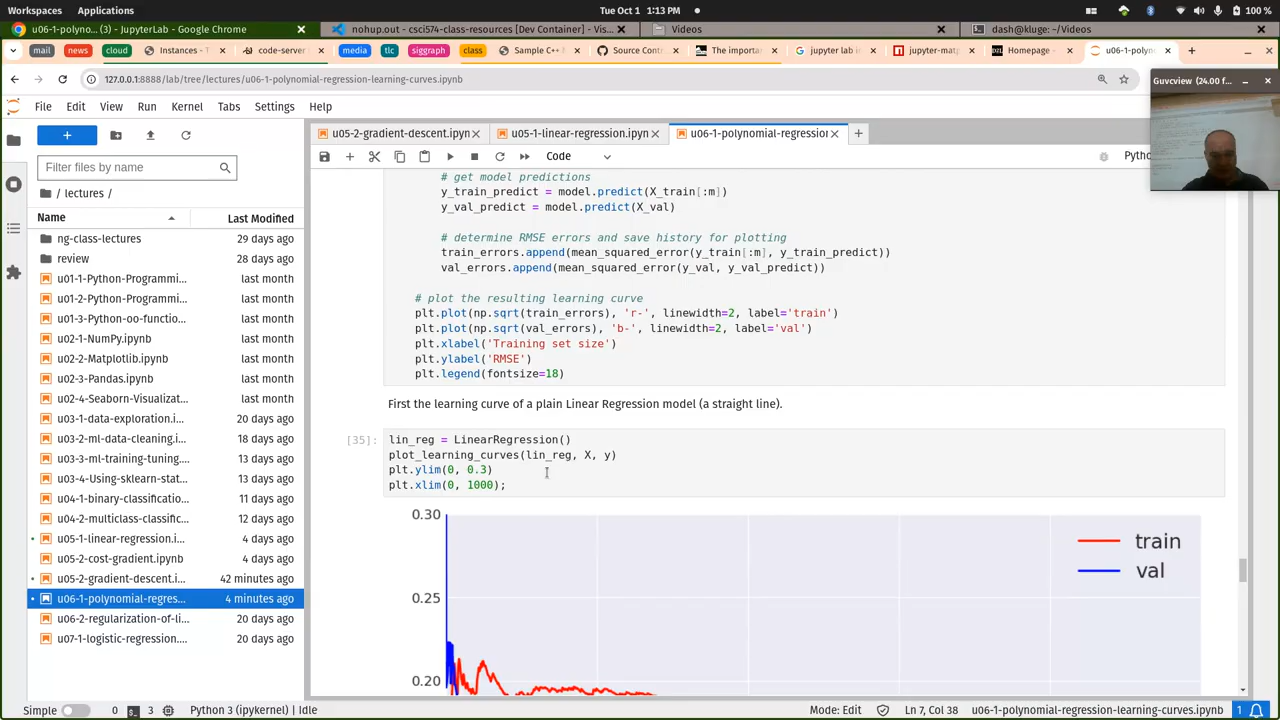 Workspaces Applications Tue Oct 1 1:13 PM 100 %
u06-1-polyno... (3) - JupyterLab - Google Chrome nohup.out - csci574-class-resources [Dev Container] - Vis... Videos dash@kluge: ~/Videos
mail news cloud Instances - T code-server media tlc siggraph class Sample C++ Source Contr The importan jupyter lab jupyter-matp Homepage - u06-1-polyn
127.0.0.1:8888/lab/tree/lectures/u06-1-polynomial-regression-learning-curves.ipynb
Guvcview (24.00 f...
File Edit View Run Kernel Tabs Settings Help
u05-2-gradient-descent.ipyn u05-1-linear-regression.ipyn u06-1-polynomial-regression
Code Pytho
Filter files by name
/ lectures /
Name Last Modified
ng-class-lectures 29 days ago
review 28 days ago
u01-1-Python-Programmi... last month
u01-2-Python-Programmi... last month
u01-3-Python-oo-functio... last month
u02-1-NumPy.ipynb last month
u02-2-Matplotlib.ipynb last month
u02-3-Pandas.ipynb last month
u02-4-Seaborn-Visualizat... last month
u03-1-data-exploration.i... 20 days ago
u03-2-ml-data-cleaning.i... 18 days ago
u03-3-ml-training-tuning.... 13 days ago
u03-4-Using-sklearn-stat... 13 days ago
u04-1-binary-classificatio... 11 days ago
u04-2-multiclass-classific... 12 days ago
u05-1-linear-regression.i... 4 days ago
u05-2-cost-gradient.ipynb 4 days ago
u05-2-gradient-descent.i... 42 minutes ago
u06-1-polynomial-regres... 4 minutes ago
u06-2-regularization-of-li... 20 days ago
u07-1-logistic-regression.... 20 days ago
# get model predictions
y_train_predict = model.predict(X_train[:m])
y_val_predict = model.predict(X_val)
# determine RMSE errors and save history for plotting
train_errors.append(mean_squared_error(y_train[:m], y_train_predict))
val_errors.append(mean_squared_error(y_val, y_val_predict))
# plot the resulting learning curve
plt.plot(np.sqrt(train_errors), 'r-', linewidth=2, label='train')
plt.plot(np.sqrt(val_errors), 'b-', linewidth=2, label='val')
plt.xlabel('Training set size')
plt.ylabel('RMSE')
plt.legend(fontsize=18)
First the learning curve of a plain Linear Regression model (a straight line).
[35]: lin_reg = LinearRegression()
plot_learning_curves(lin_reg, X, y)
plt.ylim(0, 0.3)
plt.xlim(0, 1000);
0.30
train
val
0.25
0.20
Simple 0 3 Python 3 (ipykernel) | Idle Mode: Edit Ln 7, Col 38 u06-1-polynomial-regression-learning-curves.ipynb 1